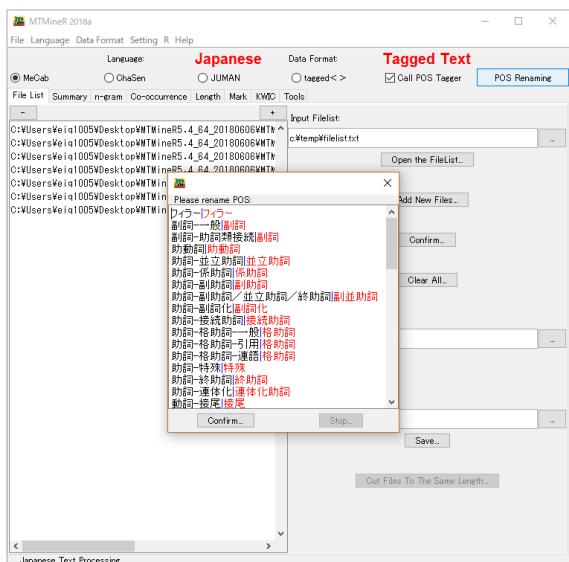 MTMineR 2018a
File Language Data Format Setting R Help
Language: Japanese Data Format: Tagged Text
MeCab ChaSen JUMAN tagged< > Call POS Tagger POS Renaming
File List Summary n-gram Co-occurrence Length Mark KWIC Tools
- +
Input Filelist:
C:¥Users¥eiq1005¥Desktop¥MTMineR5.4_64_20180606¥MTM
C:¥Users¥eiq1005¥Desktop¥MTMineR5.4_64_20180606¥MTM
C:¥Users¥eiq1005¥Desktop¥MTMineR5.4_64_20180606¥MTM
C:¥Users¥eiq1005¥Desktop¥MTMineR5.4_64_20180606¥MTM
C:¥Users¥eiq1005¥Desktop¥MTMin
C:¥Users¥eiq1005¥Desktop¥MTMin
C:¥Users¥eiq1005¥Desktop¥MTMin
c:¥temp¥filelist.txt ...
Open the FileList...
Add New Files...
Confirm...
Clear All...
...
...
Save...
Cut Files To The Same Length...
Please rename POS:
フィラー|フィラー
副詞-一般|副詞
副詞-助詞類接続|副詞
助動詞|助動詞
助詞-並立助詞|並立助詞
助詞-係助詞|係助詞
助詞-副助詞|副助詞
助詞-副助詞／並立助詞／終助詞|副並助詞
助詞-副詞化|副詞化
助詞-接続助詞|接続助詞
助詞-格助詞-一般|格助詞
助詞-格助詞-引用|格助詞
助詞-格助詞-連語|格助詞
助詞-特殊|特殊
助詞-終助詞|終助詞
助詞-連体化|連体化助詞
動詞-接尾|接尾
Confirm... Stop...
Japanese Text Processing